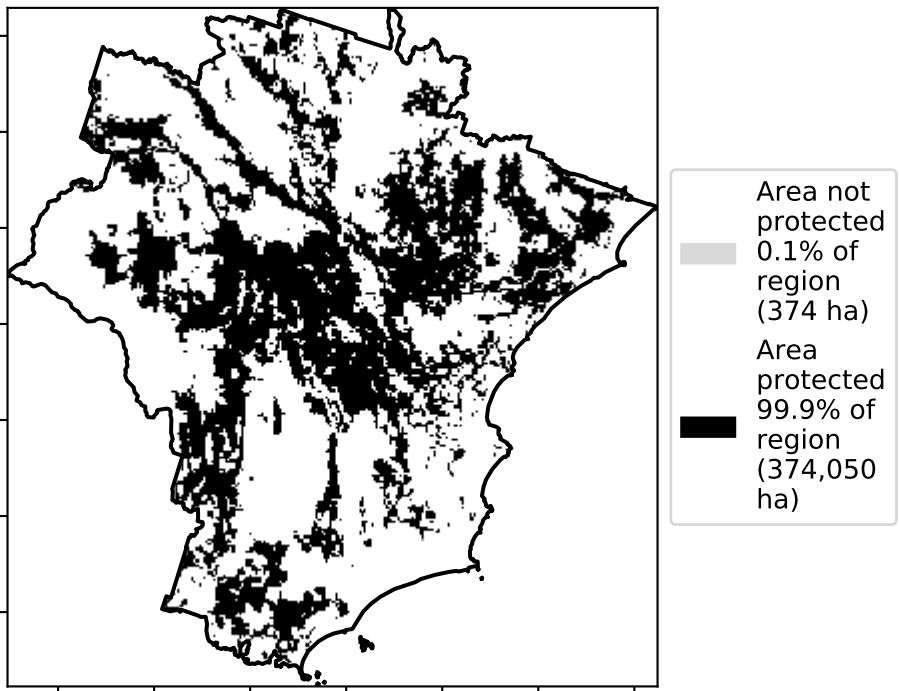 Area not
protected
0.1% of
region
(374 ha)
Area
protected
99.9% of
region
(374,050
ha)